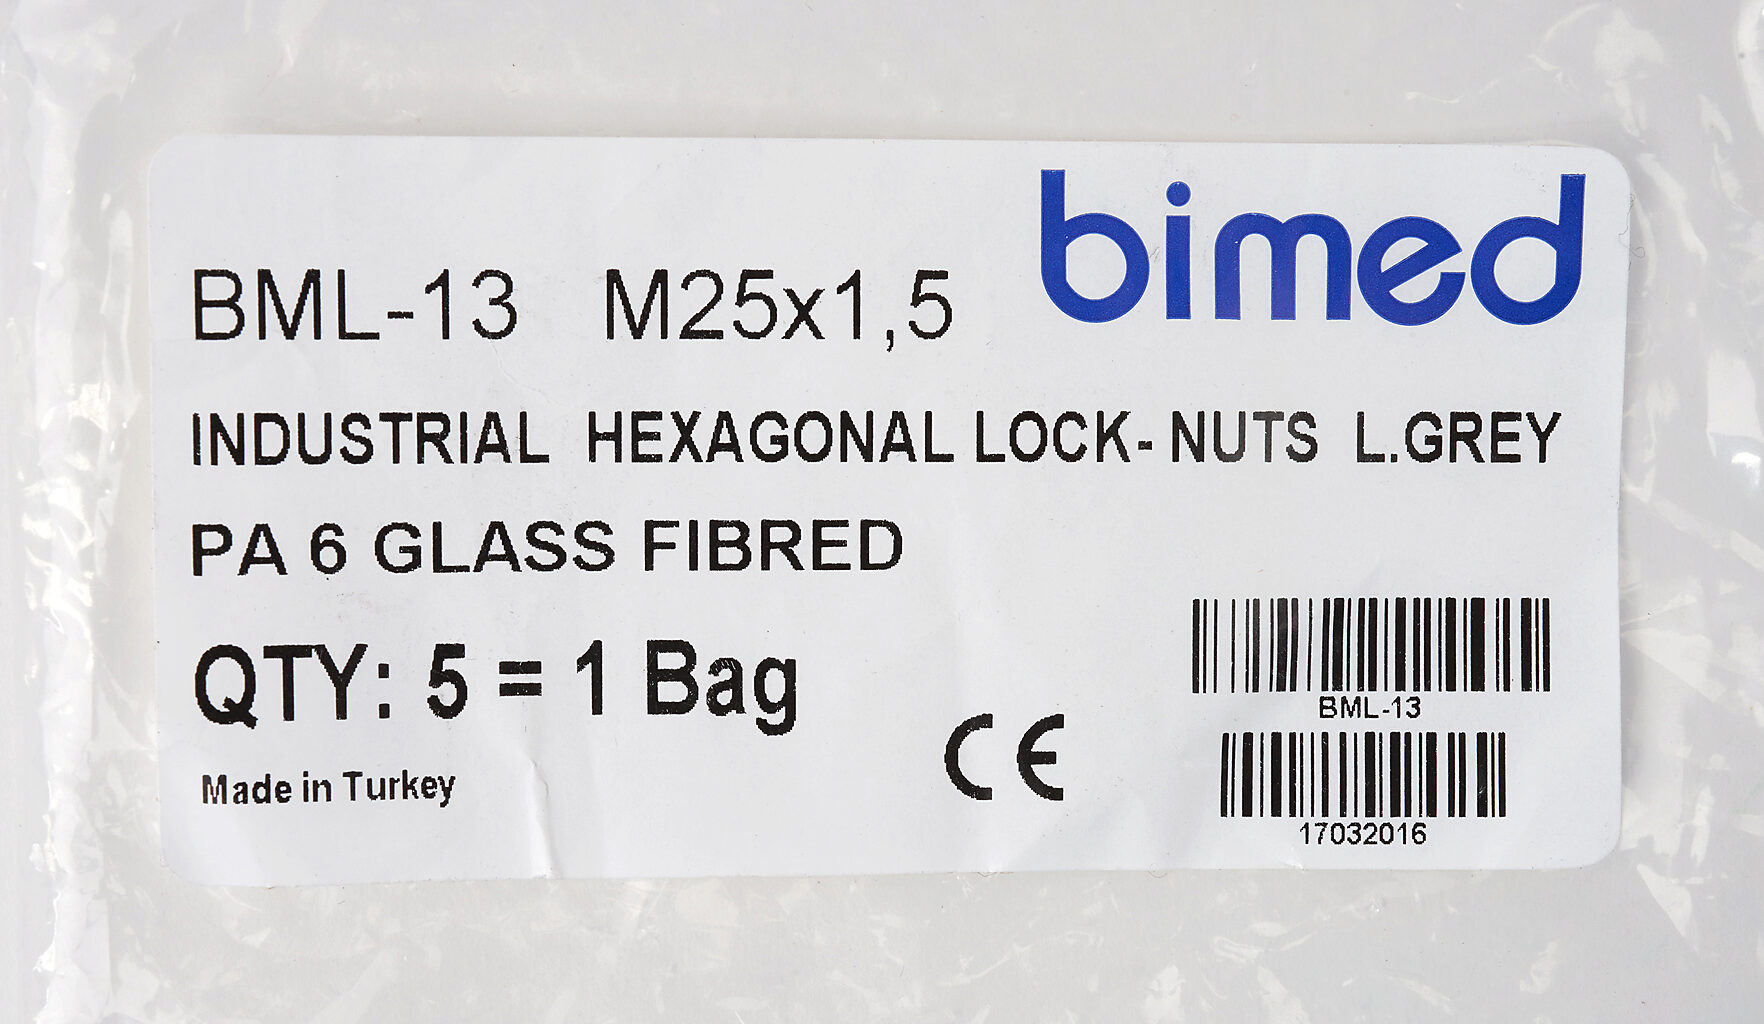 bimed
BML-13 M25x1,5
INDUSTRIAL HEXAGONAL LOCK- NUTS L.GREY
PA 6 GLASS FIBRED
QTY: 5 = 1 Bag
BML-13
CE
Made in Turkey
17032016